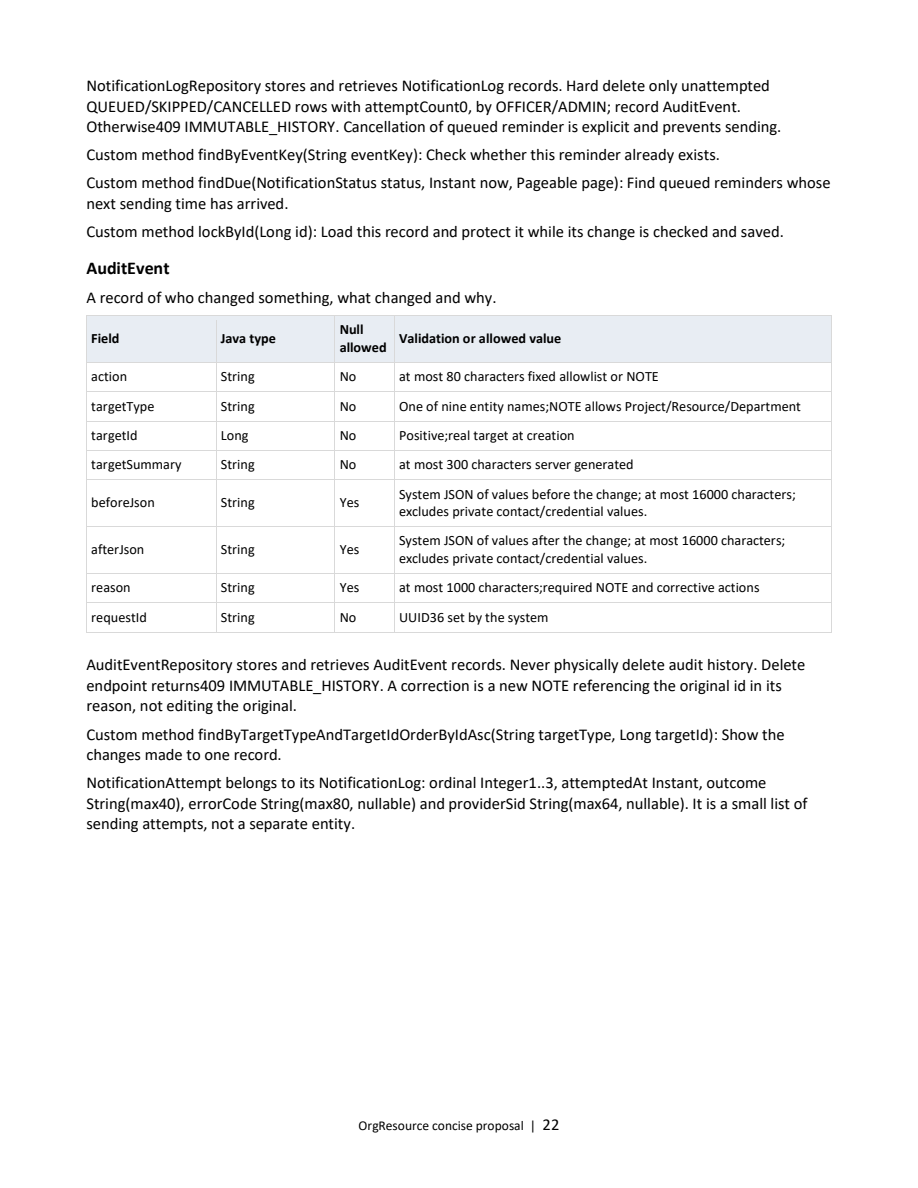 NotificationLogRepository stores and retrieves NotificationLog records. Hard delete only unattempted
QUEUED/SKIPPED/CANCELLED rows with attemptCount0, by OFFICER/ADMIN; record AuditEvent.
Otherwise409 IMMUTABLE_HISTORY. Cancellation of queued reminder is explicit and prevents sending.
Custom method findByEventKey(String eventKey): Check whether this reminder already exists.
Custom method findDue(NotificationStatus status, Instant now, Pageable page): Find queued reminders whose
next sending time has arrived.
Custom method lockById(Long id): Load this record and protect it while its change is checked and saved.
AuditEvent
A record of who changed something, what changed and why.
Field Java type Null allowed Validation or allowed value
action String No at most 80 characters fixed allowlist or NOTE
targetType String No One of nine entity names;NOTE allows Project/Resource/Department
targetId Long No Positive;real target at creation
targetSummary String No at most 300 characters server generated
beforeJson String Yes System JSON of values before the change; at most 16000 characters;
excludes private contact/credential values.
afterJson String Yes System JSON of values after the change; at most 16000 characters;
excludes private contact/credential values.
reason String Yes at most 1000 characters;required NOTE and corrective actions
requestId String No UUID36 set by the system
AuditEventRepository stores and retrieves AuditEvent records. Never physically delete audit history. Delete
endpoint returns409 IMMUTABLE_HISTORY. A correction is a new NOTE referencing the original id in its
reason, not editing the original.
Custom method findByTargetTypeAndTargetIdOrderByIdAsc(String targetType, Long targetId): Show the
changes made to one record.
NotificationAttempt belongs to its NotificationLog: ordinal Integer1..3, attemptedAt Instant, outcome
String(max40), errorCode String(max80, nullable) and providerSid String(max64, nullable). It is a small list of
sending attempts, not a separate entity.
OrgResource concise proposal | 22